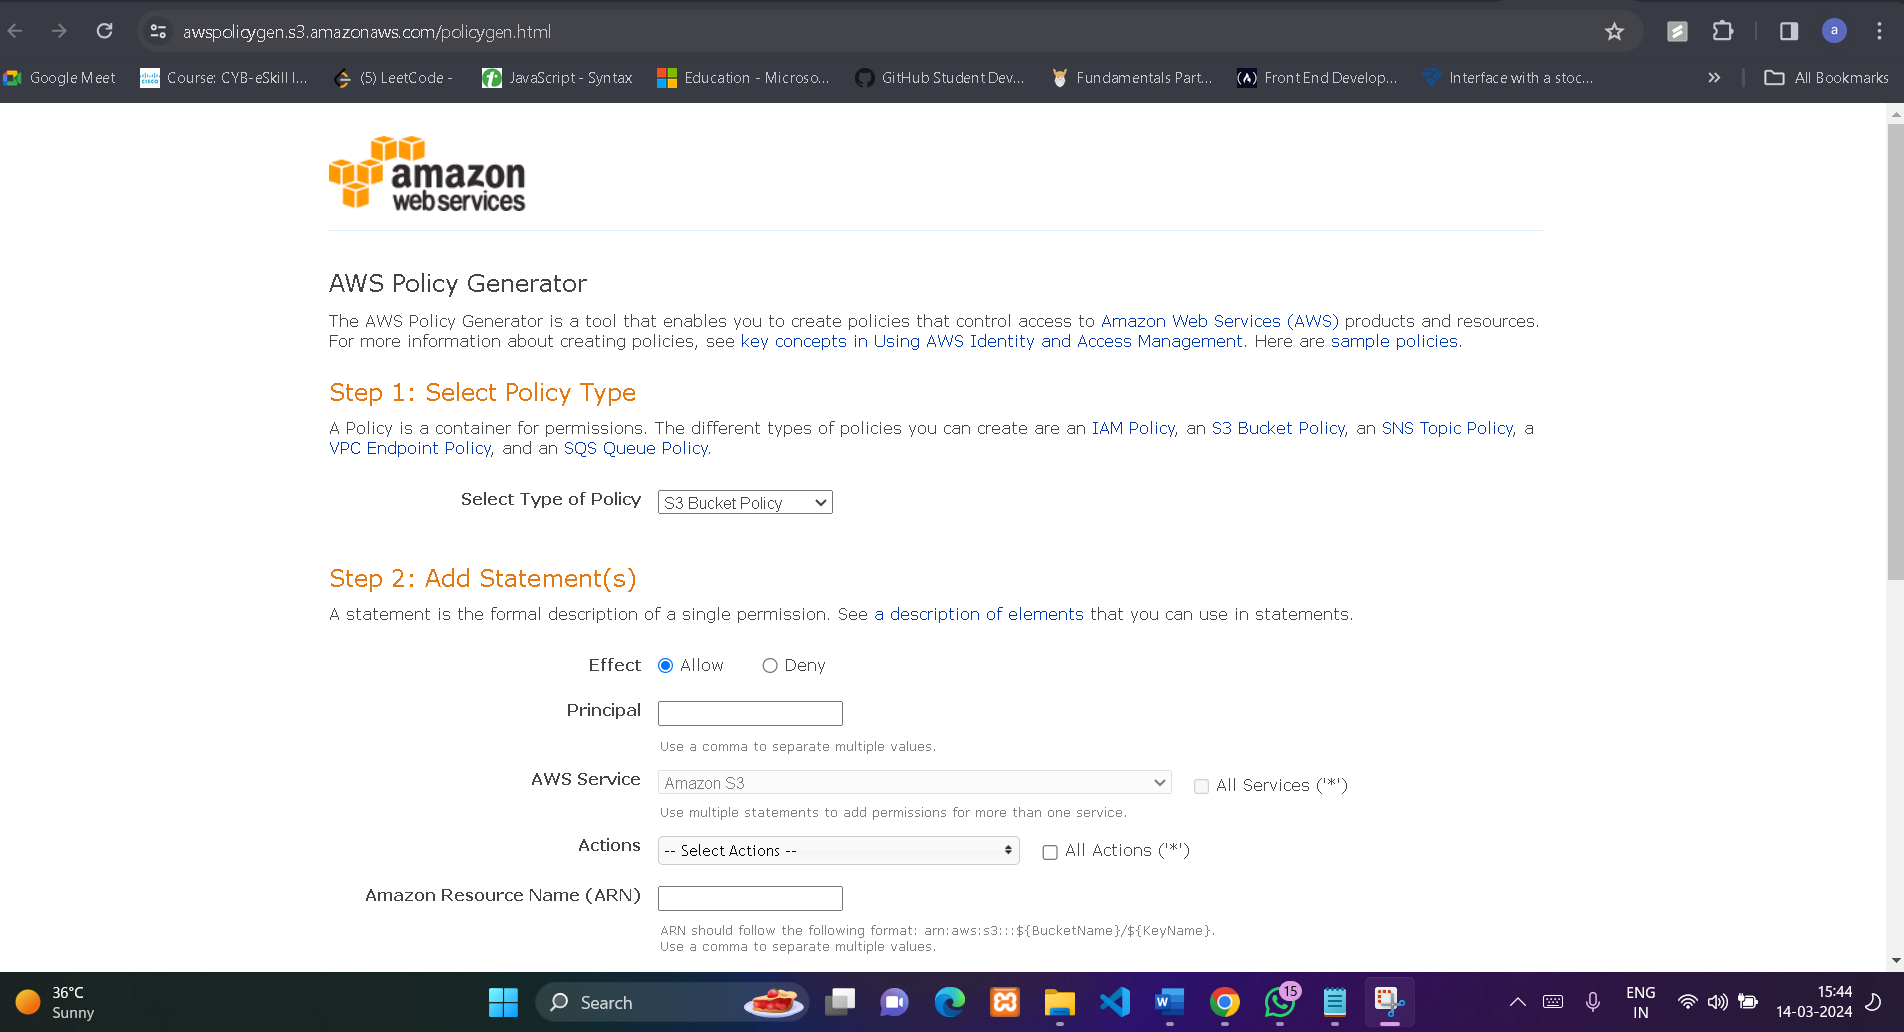 awspolicygen.s3.amazonaws.com/policygen.html
a
Google Meet
Course: CYB-eSkill I...
(5) LeetCode -
JavaScript - Syntax
Education - Microso...
GitHub Student Dev...
Fundamentals Part...
Front End Develop...
Interface with a stoc...
»
All Bookmarks
amazon
webservices
AWS Policy Generator
The AWS Policy Generator is a tool that enables you to create policies that control access to Amazon Web Services (AWS) products and resources.
For more information about creating policies, see key concepts in Using AWS Identity and Access Management. Here are sample policies.
Step 1: Select Policy Type
A Policy is a container for permissions. The different types of policies you can create are an IAM Policy, an S3 Bucket Policy, an SNS Topic Policy, a
VPC Endpoint Policy, and an SQS Queue Policy.
Select Type of Policy S3 Bucket Policy
Step 2: Add Statement(s)
A statement is the formal description of a single permission. See a description of elements that you can use in statements.
Effect Allow Deny
Principal
Use a comma to separate multiple values.
AWS Service Amazon S3 All Services ('*')
Use multiple statements to add permissions for more than one service.
Actions -- Select Actions -- All Actions ('*')
Amazon Resource Name (ARN)
ARN should follow the following format: arn:aws:s3:::${BucketName}/${KeyName}.
Use a comma to separate multiple values.
36°C
Sunny
Search
15
ENG
IN
15:44
14-03-2024